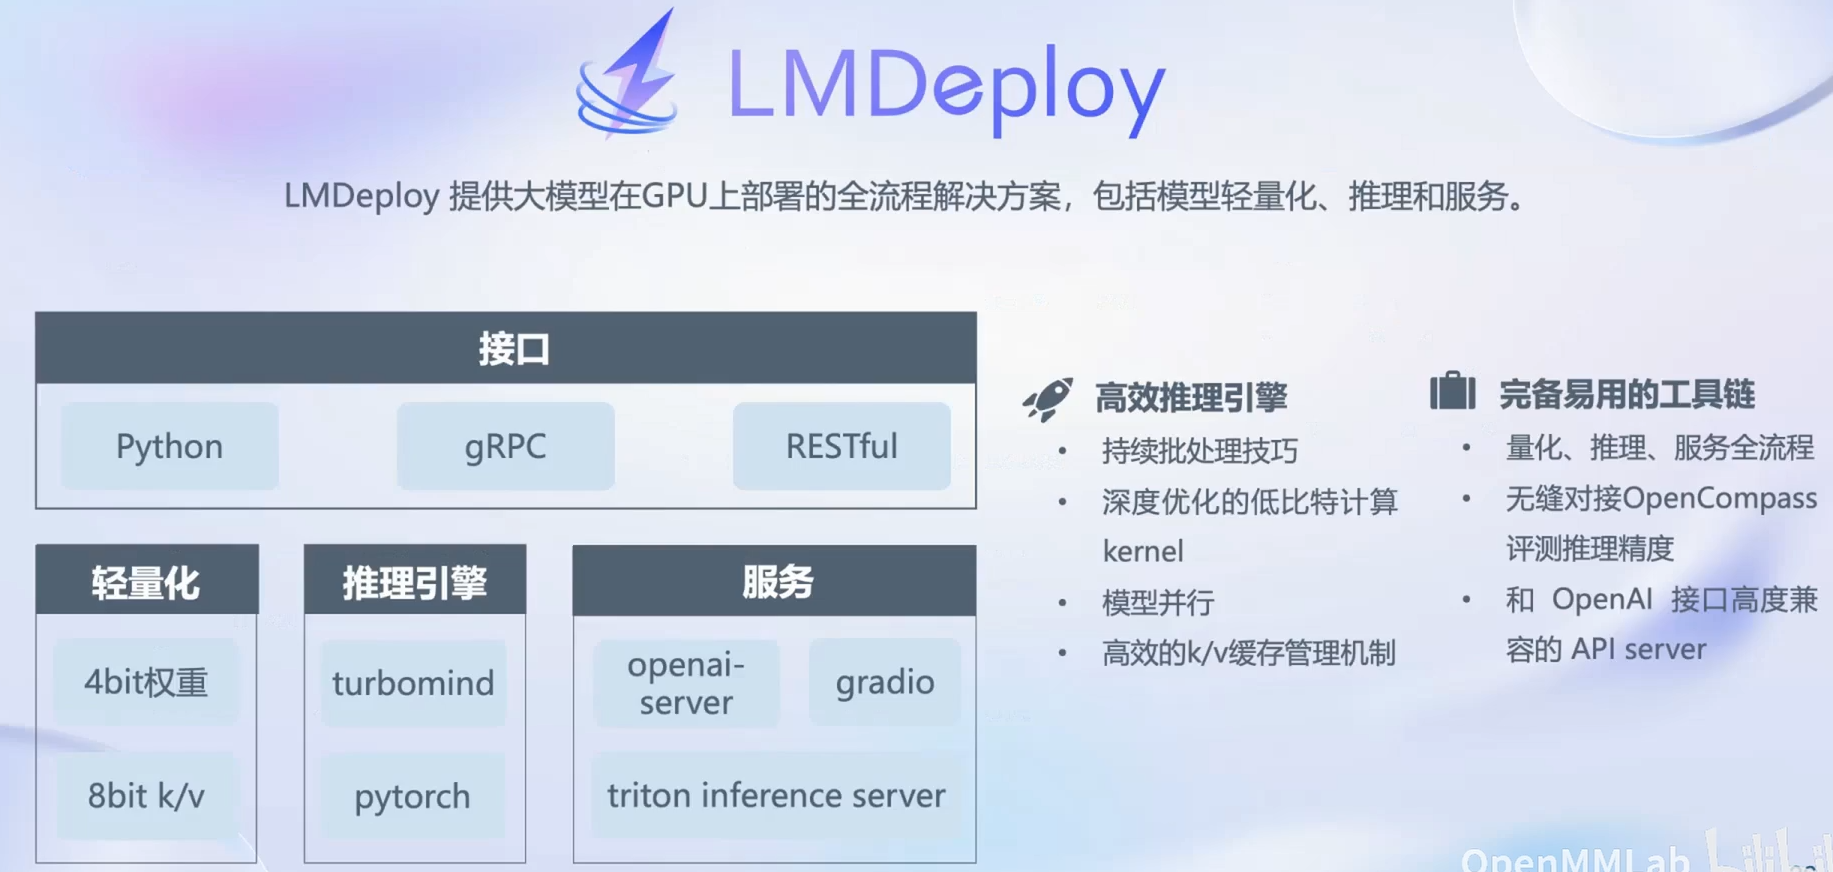 LMDeploy
LMDeploy 提供大模型在GPU上部署的全流程解决方案，包括模型轻量化、推理和服务。
接口
Python
gRPC
RESTful
轻量化
4bit权重
8bit k/v
推理引擎
turbomind
pytorch
服务
openai-
server
gradio
triton inference server
高效推理引擎
• 持续批处理技巧
• 深度优化的低比特计算
kernel
• 模型并行
• 高效的k/v缓存管理机制
完备易用的工具链
• 量化、推理、服务全流程
• 无缝对接OpenCompass
评测推理精度
• 和 OpenAI 接口高度兼
容的 API server
OpenMMLab